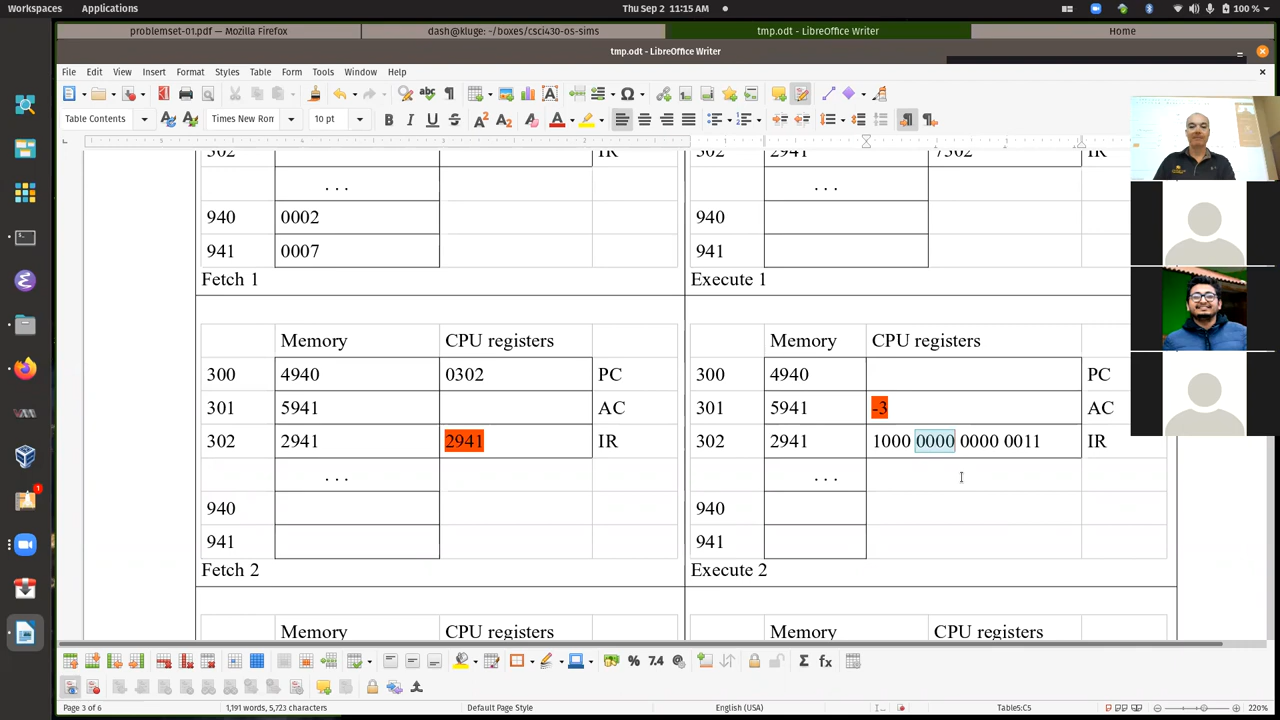 Workspaces Applications Thu Sep 2 11:15 AM 100 %
problemset-01.pdf — Mozilla Firefox dash@kluge: ~/boxes/csci430-os-sims tmp.odt - LibreOffice Writer Home
tmp.odt - LibreOffice Writer
File Edit View Insert Format Styles Table Form Tools Window Help
Table Contents Times New Rom 10 pt
302 IR 302 2941 7302 IR
. . . . . .
940 0002 940
941 0007 941
Fetch 1 Execute 1
Memory CPU registers Memory CPU registers
300 4940 0302 PC 300 4940 PC
301 5941 AC 301 5941 -3 AC
302 2941 2941 IR 302 2941 1000 0000 0000 0011 IR
. . . . . .
940 940
941 941
Fetch 2 Execute 2
Memory CPU registers Memory CPU registers
Page 3 of 6 1,191 words, 5,723 characters Default Page Style English (USA) Table5:C5 220%